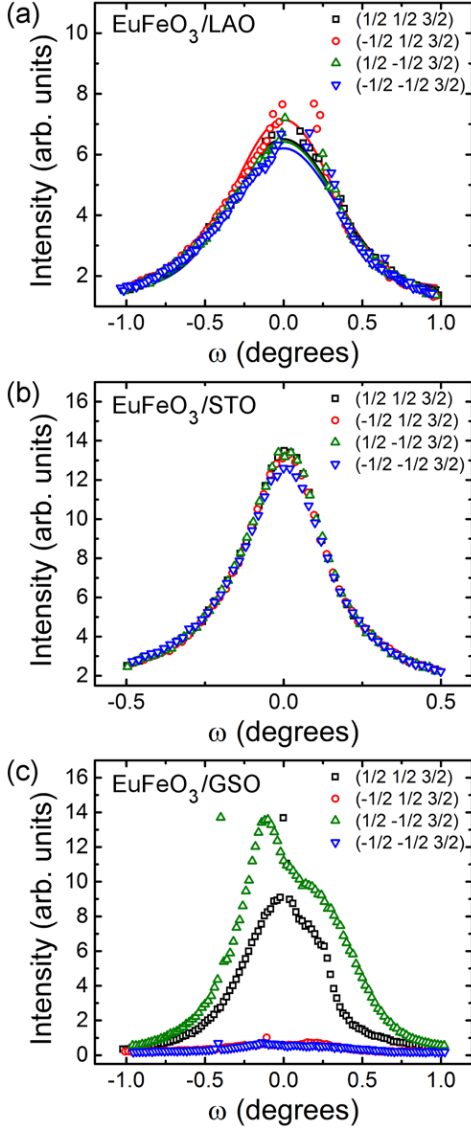 (a)
EuFeO3/LAO
(1/2 1/2 3/2)
(-1/2 1/2 3/2)
(1/2 -1/2 3/2)
(-1/2 -1/2 3/2)
Intensity (arb. units)
8
6
4
2
-1.0 -0.5 0.0 0.5 1.0
ω (degrees)
(b)
EuFeO3/STO
(1/2 1/2 3/2)
(-1/2 1/2 3/2)
(1/2 -1/2 3/2)
(-1/2 -1/2 3/2)
Intensity (arb. units)
16
14
12
10
8
6
4
2
-0.5 0.0 0.5
ω (degrees)
(c)
EuFeO3/GSO
(1/2 1/2 3/2)
(-1/2 1/2 3/2)
(1/2 -1/2 3/2)
(-1/2 -1/2 3/2)
Intensity (arb. units)
16
14
12
10
8
6
4
2
0
-1.0 -0.5 0.0 0.5 1.0
ω (degrees)